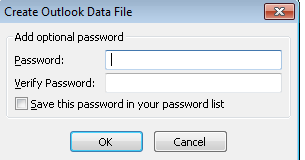 Create Outlook Data File
Add optional password
Password:
Verify Password:
Save this password in your password list
OK Cancel